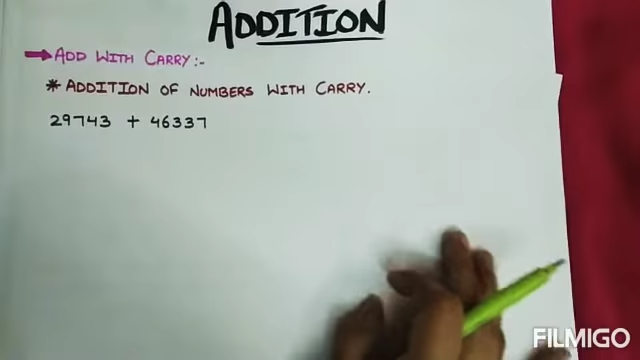 ADDITION
ADD WITH CARRY:-
* ADDITION OF NUMBERS WITH CARRY.
29743 + 46337
FILMIGO